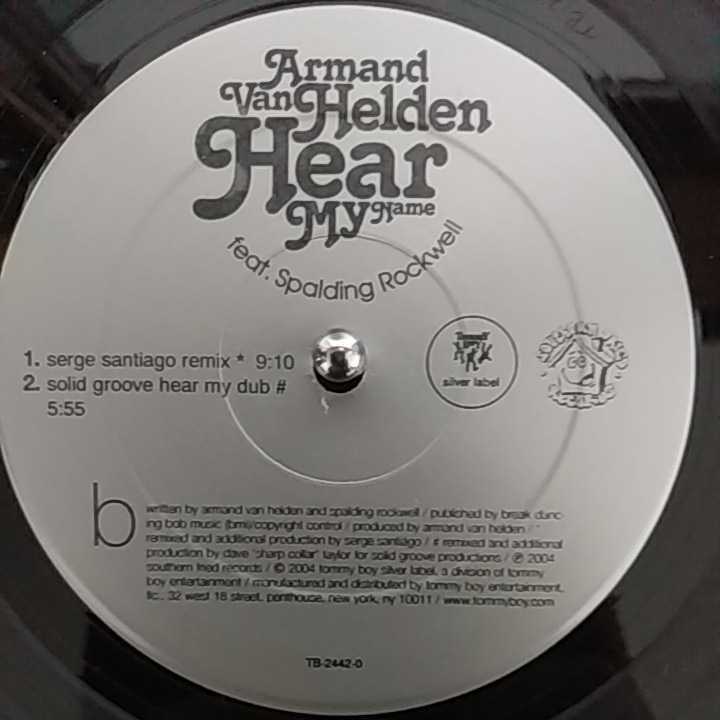 Armand
Van Helden
Hear
My Name
feat. Spalding Rockwell
1. serge santiago remix * 9:10
2. solid groove hear my dub #
5:55
silver label
b
written by armand van helden and spalding rockwell / published by break danc-
ing bob music (bmi)/copyright control / produced by armand van helden / *
remixed and additional production by serge santiago / # remixed and additional
production by dave 'sharp collar' taylor for solid groove productions / ℗ 2004
southern fried records / © 2004 tommy boy silver label, a division of tommy
boy entertainment / manufactured and distributed by tommy boy entertainment,
llc., 32 west 18 street, penthouse, new york, ny 10011 / www.tommyboy.com
TB-2442-0